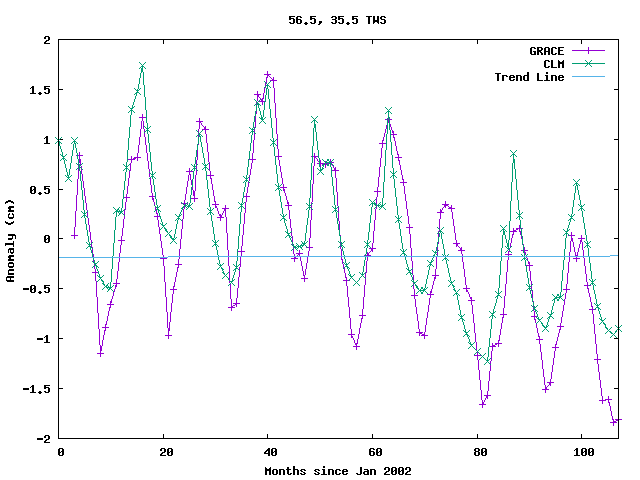 56.5, 35.5 TWS
GRACE
CLM
Trend Line
2
1.5
1
0.5
0
-0.5
-1
-1.5
-2
Anomaly (cm)
0 20 40 60 80 100
Months since Jan 2002